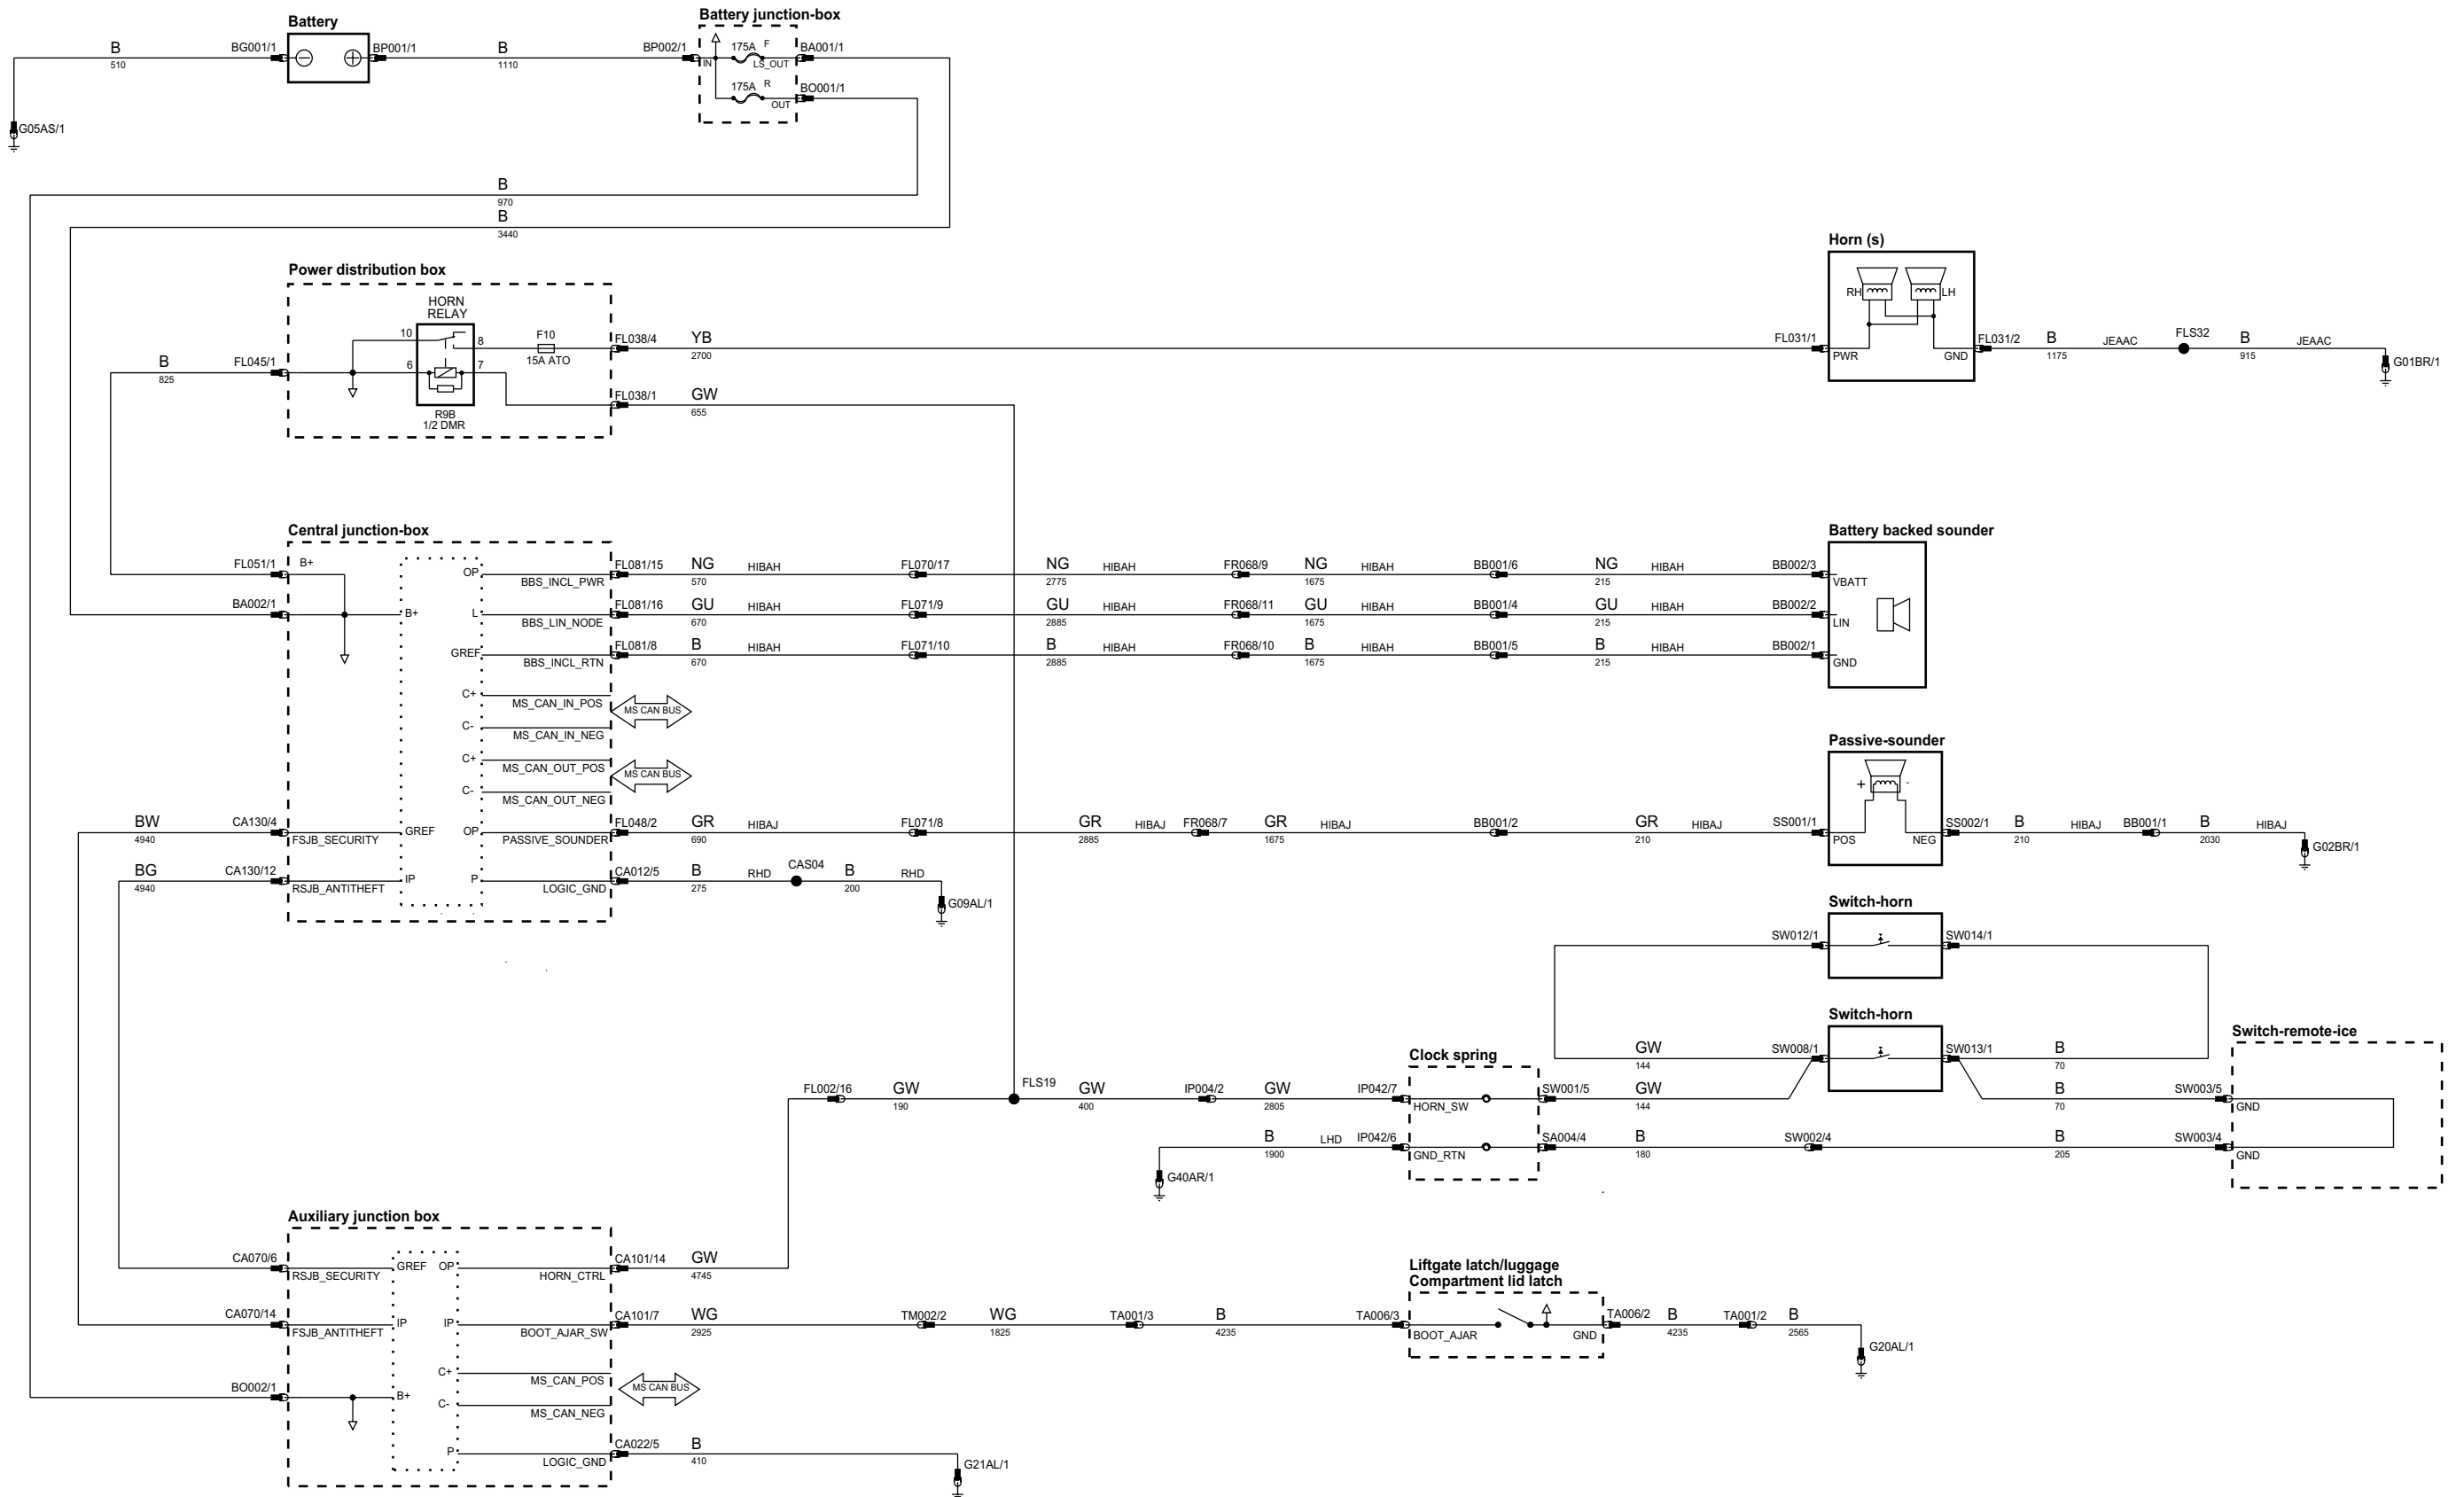 Battery
Battery junction-box
B
510
BG001/1
BP001/1
B
1110
BP002/1
IN
175A F
LS_OUT
BA001/1
175A R
OUT
BO001/1
G05AS/1
B
970
B
3440
Power distribution box
HORN
RELAY
10
8
6
7
R9B
1/2 DMR
F10
15A ATO
B
825
FL045/1
FL038/4
YB
2700
FL038/1
GW
655
Horn (s)
RH
LH
FL031/1
PWR
GND
FL031/2
B
1175
JEAAC
FLS32
B
915
JEAAC
G01BR/1
Central junction-box
FL051/1
B+
BA002/1
B+
OP
BBS_INCL_PWR
FL081/15
NG
570
HIBAH
FL070/17
NG
2775
HIBAH
FR068/9
NG
1675
HIBAH
BB001/6
NG
215
HIBAH
BB002/3
L
BBS_LIN_NODE
FL081/16
GU
670
HIBAH
FL071/9
GU
2885
HIBAH
FR068/11
GU
1675
HIBAH
BB001/4
GU
215
HIBAH
BB002/2
GREF
BBS_INCL_RTN
FL081/8
B
670
HIBAH
FL071/10
B
2885
HIBAH
FR068/10
B
1675
HIBAH
BB001/5
B
215
HIBAH
BB002/1
Battery backed sounder
VBATT
LIN
GND
C+
MS_CAN_IN_POS
C-
MS_CAN_IN_NEG
MS CAN BUS
C+
MS_CAN_OUT_POS
C-
MS_CAN_OUT_NEG
MS CAN BUS
BW
4940
CA130/4
FSJB_SECURITY
GREF
OP
PASSIVE_SOUNDER
FL048/2
GR
690
HIBAJ
FL071/8
GR
2885
HIBAJ
FR068/7
GR
1675
HIBAJ
BB001/2
GR
210
HIBAJ
SS001/1
Passive-sounder
+
-
POS
NEG
SS002/1
B
210
HIBAJ
BB001/1
B
2030
HIBAJ
G02BR/1
BG
4940
CA130/12
RSJB_ANTITHEFT
IP
P
LOGIC_GND
CA012/5
B
275
RHD
CAS04
B
200
RHD
G09AL/1
Switch-horn
SW012/1
SW014/1
Switch-horn
GW
144
SW008/1
SW013/1
B
70
Switch-remote-ice
Clock spring
FL002/16
GW
190
FLS19
GW
400
IP004/2
GW
2805
IP042/7
HORN_SW
SW001/5
GW
144
B
70
SW003/5
GND
G40AR/1
B
1900
LHD
IP042/6
GND_RTN
SA004/4
B
180
SW002/4
B
205
SW003/4
GND
Auxiliary junction box
CA070/6
RSJB_SECURITY
GREF
OP
HORN_CTRL
CA101/14
GW
4745
CA070/14
FSJB_ANTITHEFT
IP
IP
BOOT_AJAR_SW
CA101/7
WG
2925
TM002/2
WG
1825
TA001/3
B
4235
TA006/3
Liftgate latch/luggage
Compartment lid latch
BOOT_AJAR
GND
TA006/2
B
4235
TA001/2
B
2565
G20AL/1
C+
MS_CAN_POS
C-
MS_CAN_NEG
MS CAN BUS
BO002/1
B+
P
LOGIC_GND
CA022/5
B
410
G21AL/1